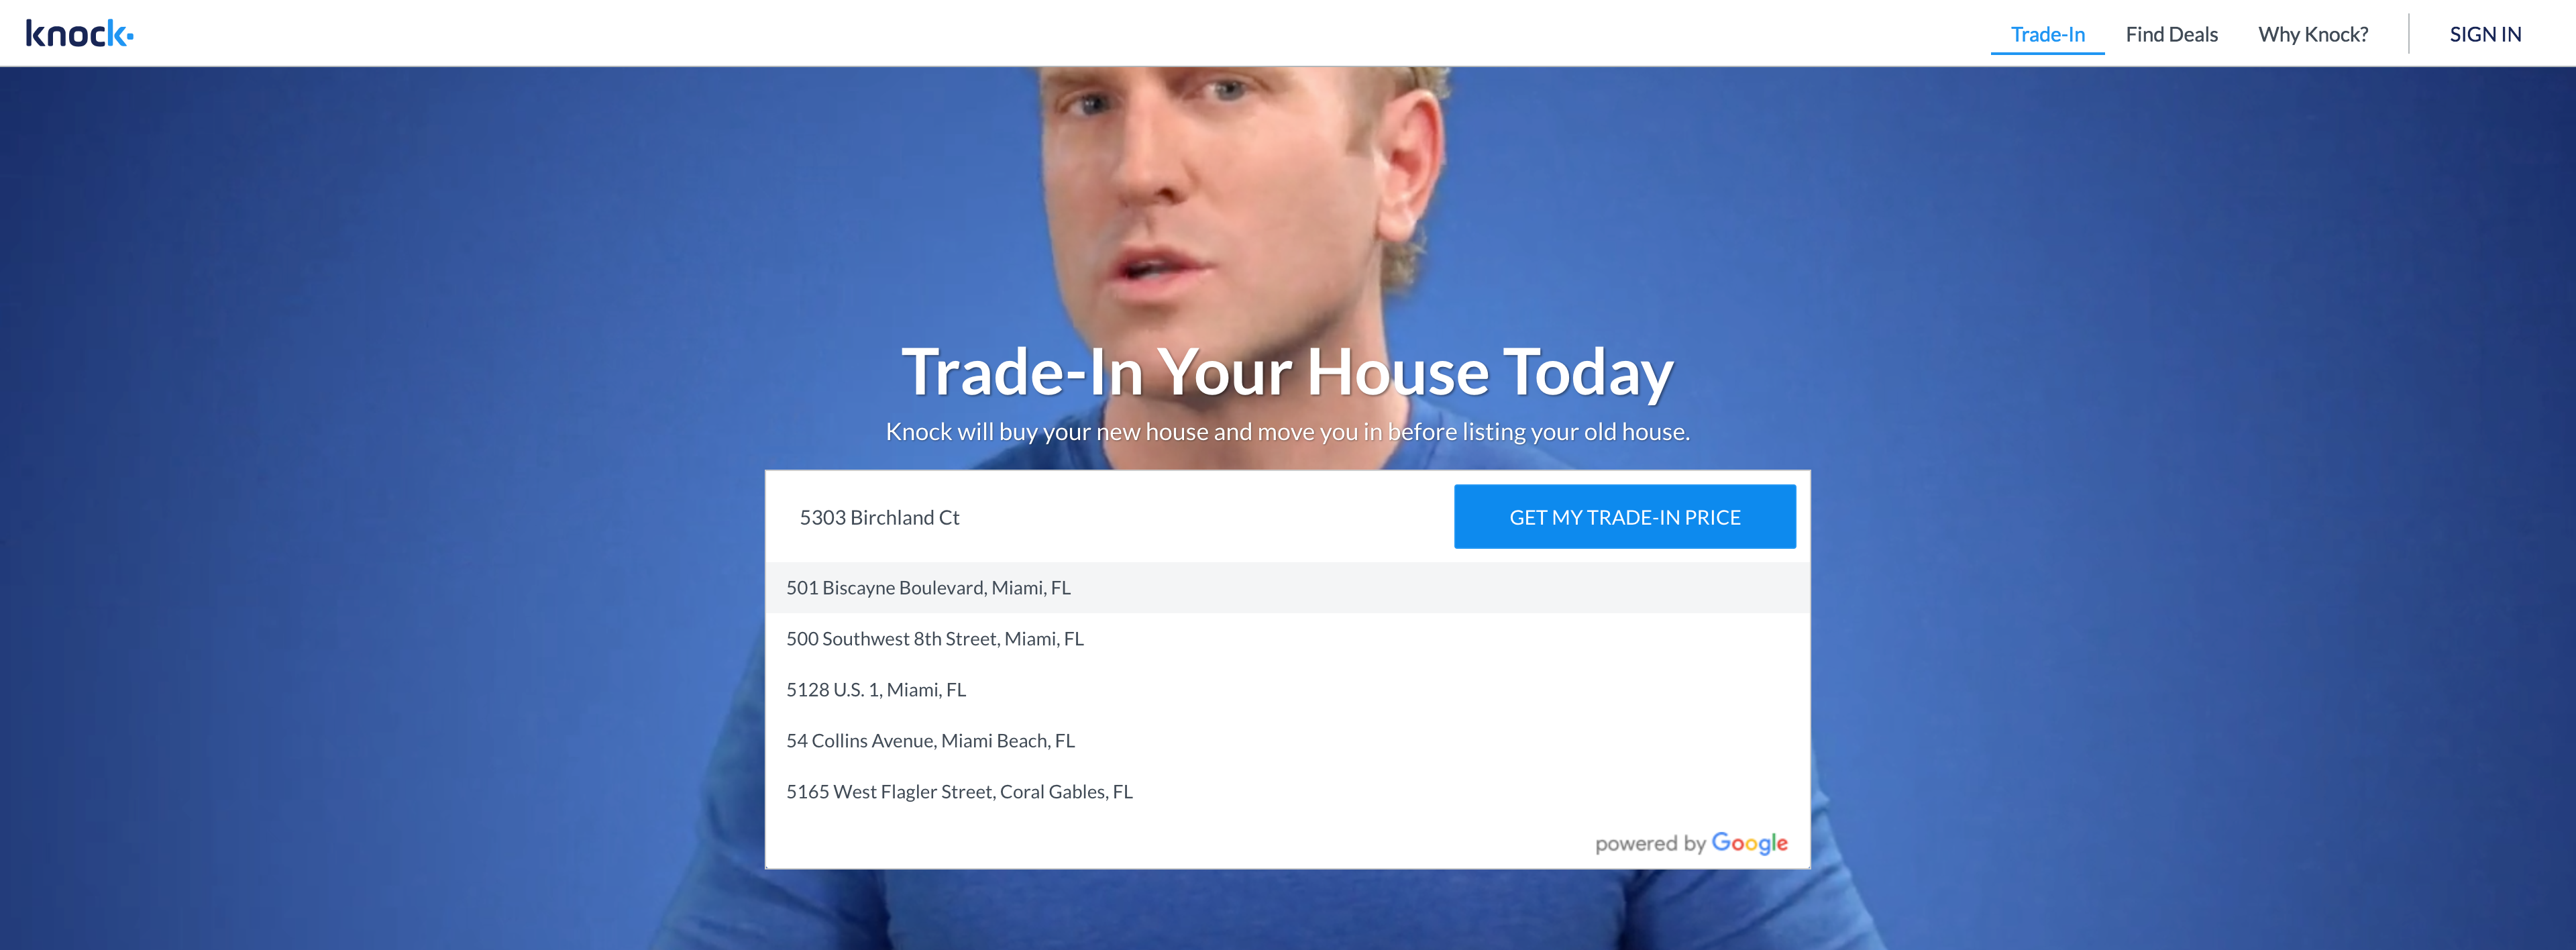 knock
Trade-In Find Deals Why Knock? SIGN IN
Trade-In Your House Today
Knock will buy your new house and move you in before listing your old house.
5303 Birchland Ct
GET MY TRADE-IN PRICE
501 Biscayne Boulevard, Miami, FL
500 Southwest 8th Street, Miami, FL
5128 U.S. 1, Miami, FL
54 Collins Avenue, Miami Beach, FL
5165 West Flagler Street, Coral Gables, FL
powered by Google